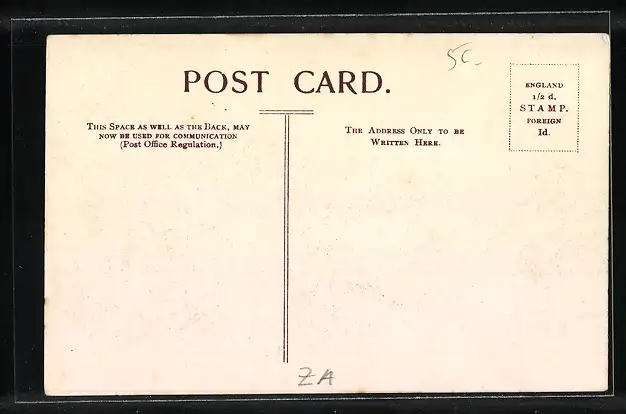 5c-
POST CARD.
THIS SPACE AS WELL AS THE BACK, MAY
NOW BE USED FOR COMMUNICATION
(Post Office Regulation.)
THE ADDRESS ONLY TO BE
WRITTEN HERE.
ENGLAND
1/2 d.
STAMP.
FOREIGN
Id.
ZA